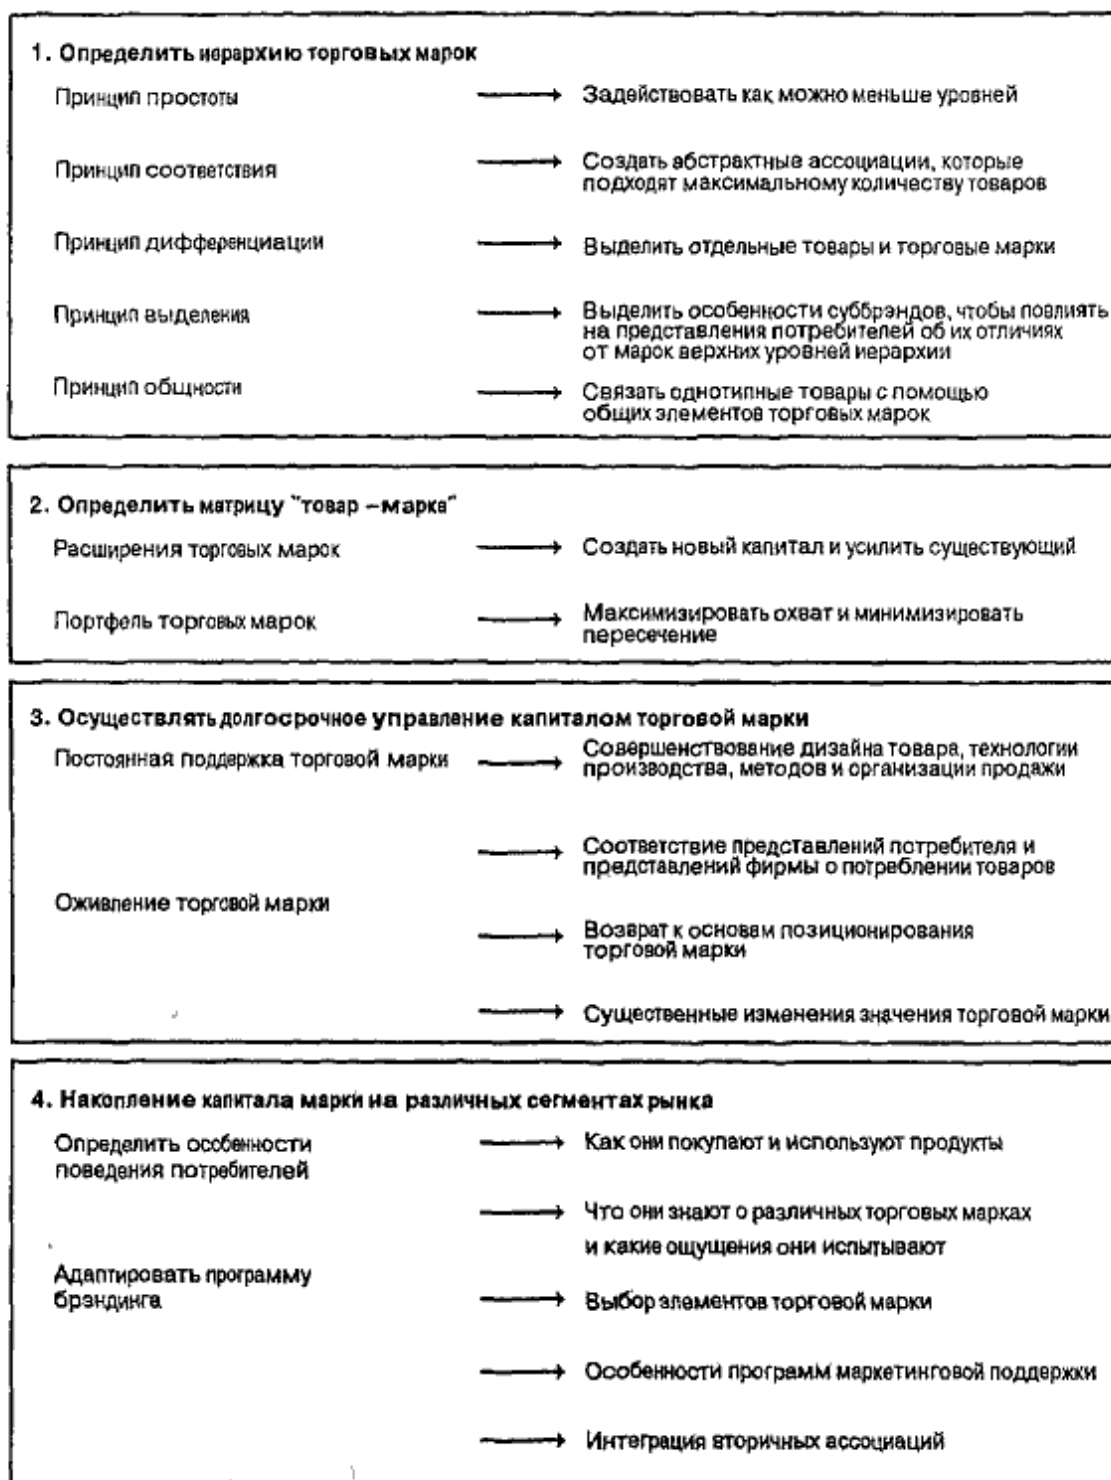 1. Определить иерархию торговых марок
Принцип простоты
Задействовать как можно меньше уровней
Принцип соответствия
Создать абстрактные ассоциации, которые
подходят максимальному количеству товаров
Принцип дифференциации
Выделить отдельные товары и торговые марки
Принцип выделения
Выделить особенности суббрэндов, чтобы повлиять
на представления потребителей об их отличиях
от марок верхних уровней иерархии
Принцип общности
Связать однотипные товары с помощью
общих элементов торговых марок
2. Определить матрицу "товар –марка"
Расширения торговых марок
Создать новый капитал и усилить существующий
Портфель торговых марок
Максимизировать охват и минимизировать
пересечение
3. Осуществлять долгосрочное управление капиталом торговой марки
Постоянная поддержка торговой марки
Совершенствование дизайна товара, технологии
производства, методов и организации продажи
Соответствие представлений потребителя и
представлений фирмы о потреблении товаров
Оживление торговой марки
Возврат к основам позиционирования
торговой марки
Существенные изменения значения торговой марки
4. Накопление капитала марки на различных сегментах рынка
Определить особенности
поведения потребителей
Как они покупают и используют продукты
Что они знают о различных торговых марках
и какие ощущения они испытывают
Адаптировать программу
брэндинга
Выбор элементов торговой марки
Особенности программ маркетинговой поддержки
Интеграция вторичных ассоциаций